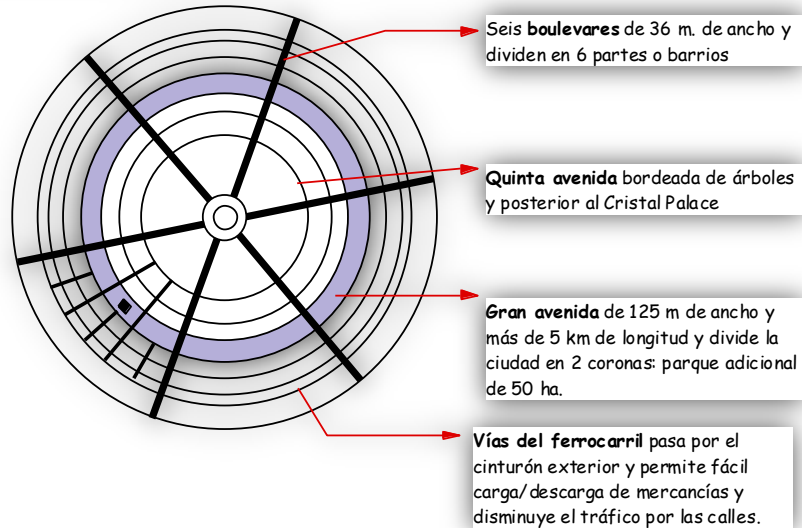 Seis boulevares de 36 m. de ancho y
dividen en 6 partes o barrios
Quinta avenida bordeada de árboles
y posterior al Cristal Palace
Gran avenida de 125 m de ancho y
más de 5 km de longitud y divide la
ciudad en 2 coronas: parque adicional
de 50 ha.
Vías del ferrocarril pasa por el
cinturón exterior y permite fácil
carga/descarga de mercancías y
disminuye el tráfico por las calles.